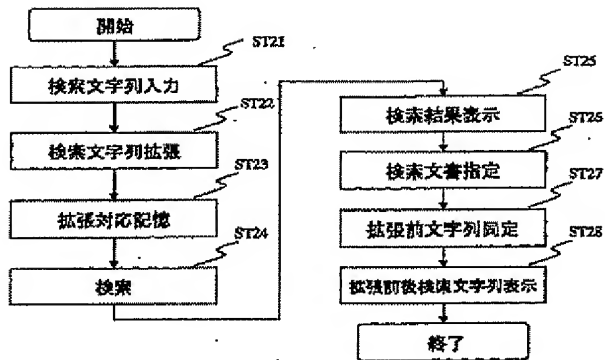 開始
ST21
検索文字列入力
ST22
検索文字列拡張
ST23
拡張対応記憶
ST24
検索
ST25
検索結果表示
ST26
検索文書指定
ST27
拡張前文字列同定
ST28
拡張前後検索文字列表示
終了